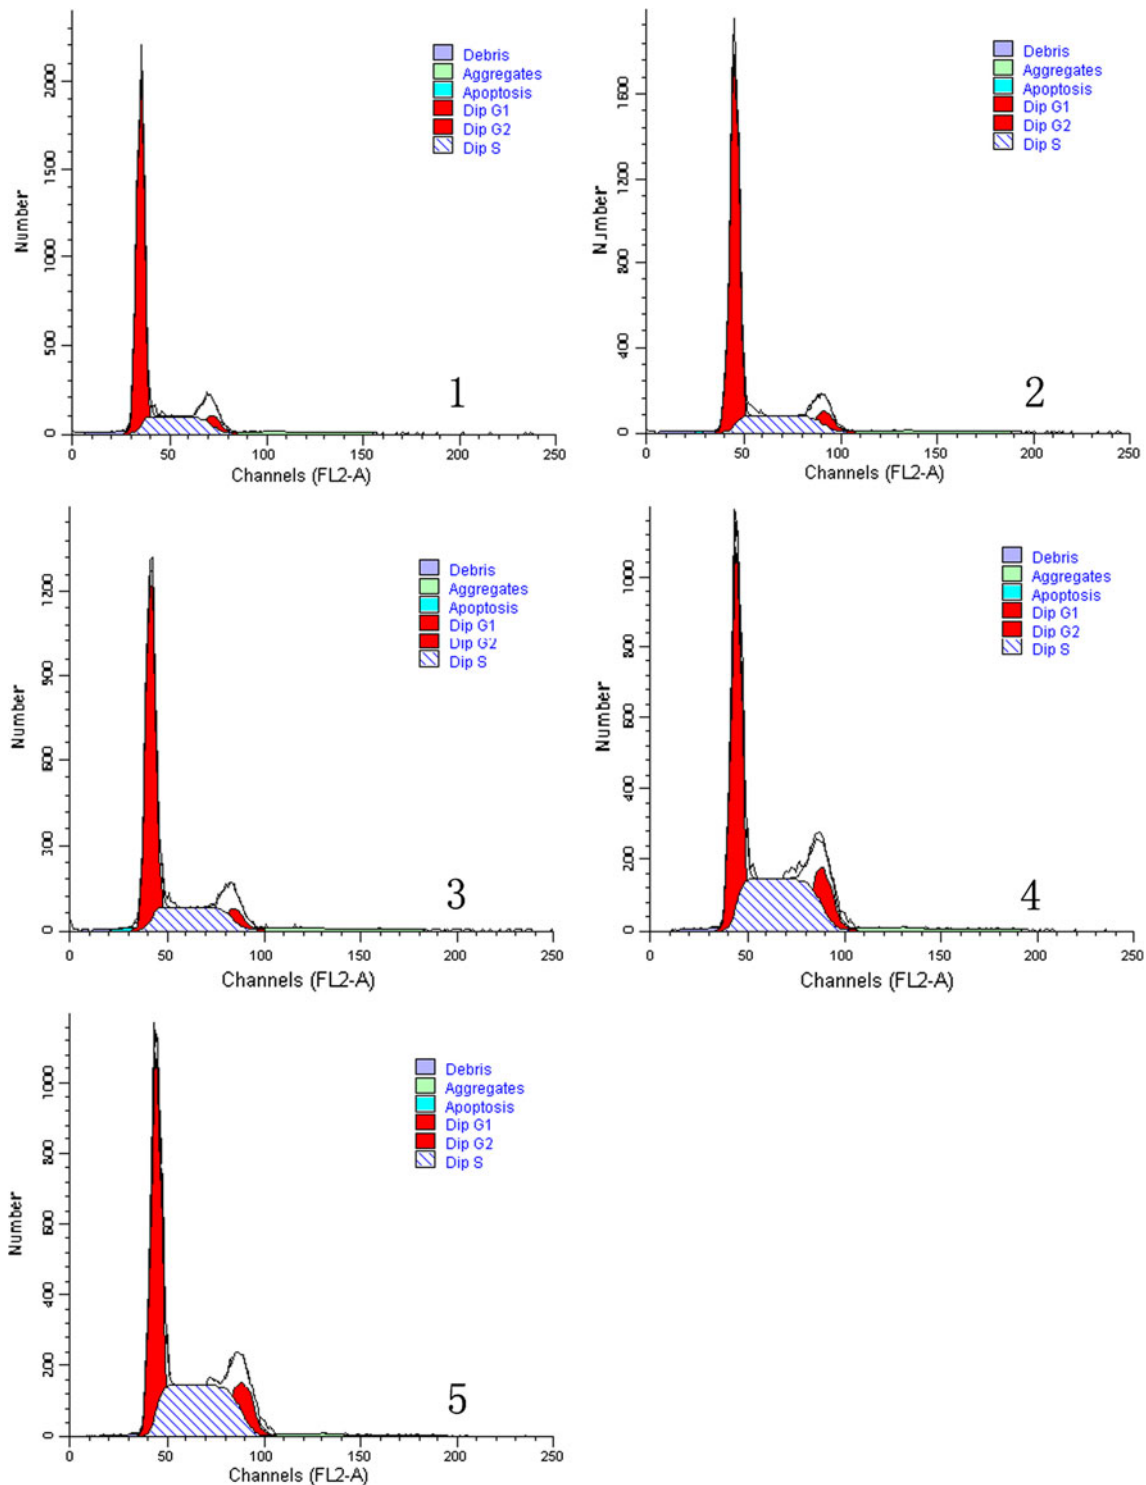 2000
1500
1000
500
0
Number
0 50 100 150 200 250
Channels (FL2-A)
Debris
Aggregates
Apoptosis
Dip G1
Dip G2
Dip S
1
1600
1200
800
400
0
Number
0 50 100 150 200 250
Channels (FL2-A)
Debris
Aggregates
Apoptosis
Dip G1
Dip G2
Dip S
2
1200
900
600
300
0
Number
0 50 100 150 200 250
Channels (FL2-A)
Debris
Aggregates
Apoptosis
Dip G1
Dip G2
Dip S
3
1000
800
600
400
200
0
Number
0 50 100 150 200 250
Channels (FL2-A)
Debris
Aggregates
Apoptosis
Dip G1
Dip G2
Dip S
4
1000
800
600
400
200
0
Number
0 50 100 150 200 250
Channels (FL2-A)
Debris
Aggregates
Apoptosis
Dip G1
Dip G2
Dip S
5